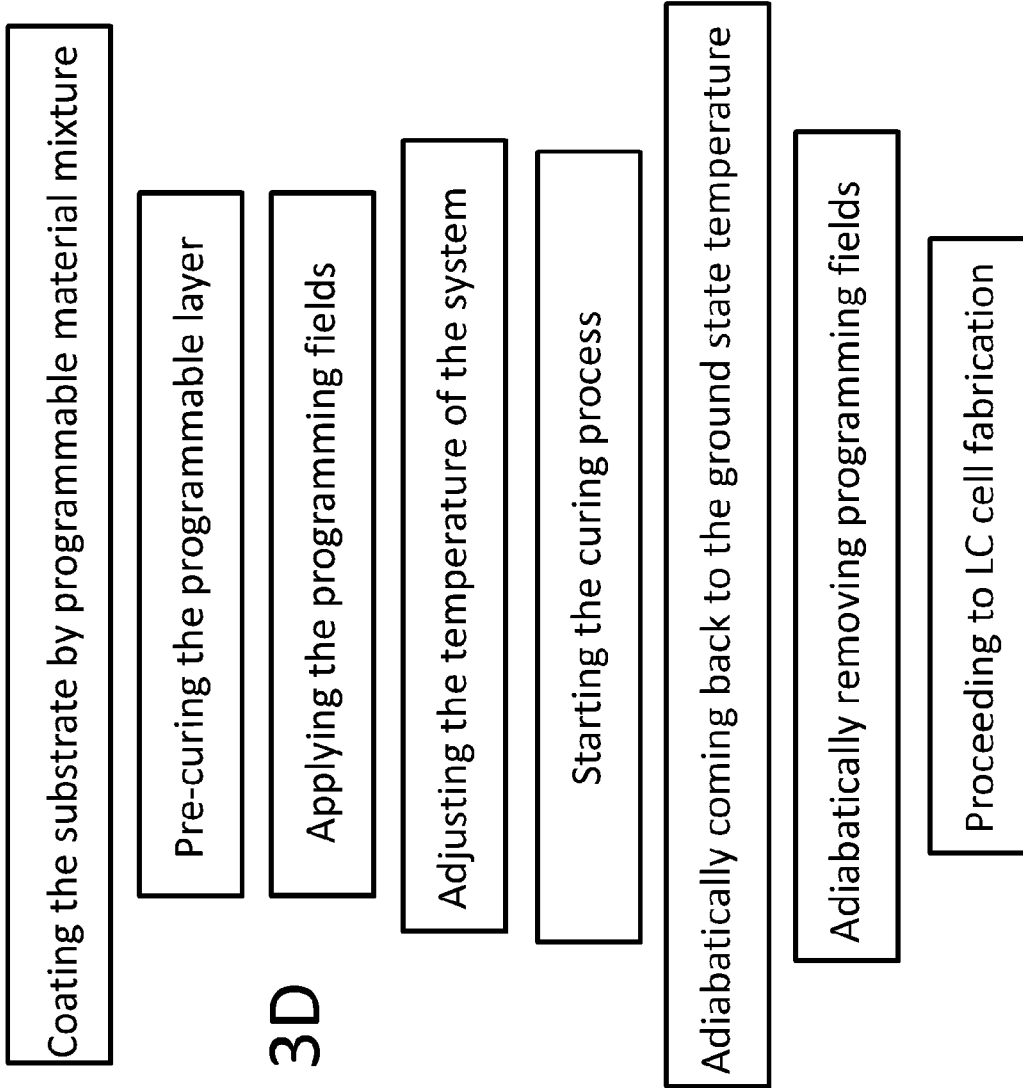 Coating the substrate by programmable material mixture
Pre-curing the programmable layer
Applying the programming fields
Adjusting the temperature of the system
Starting the curing process
Adiabatically coming back to the ground state temperature
Adiabatically removing programming fields
Proceeding to LC cell fabrication
3D